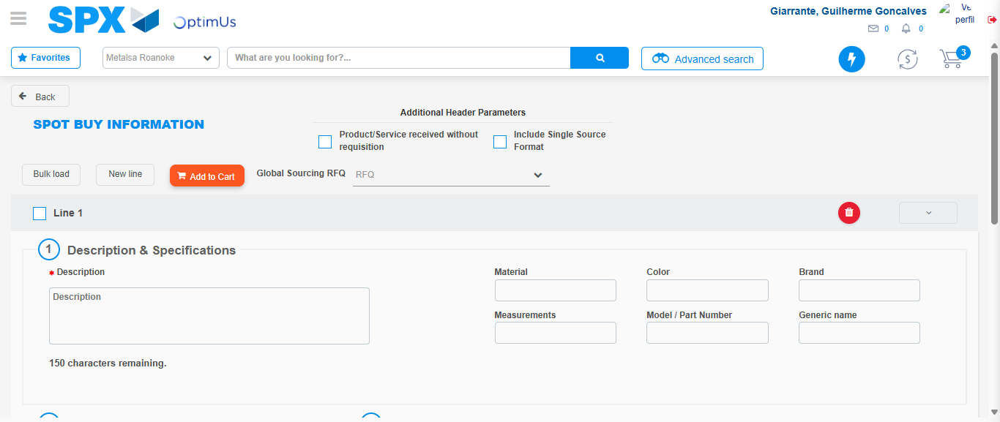 SPX
OptimUs
Giarrante, Guilherme Goncalves
Ve
perfil
0
0
Favorites
Metalsa Roanoke
What are you looking for?...
Advanced search
3
Back
SPOT BUY INFORMATION
Additional Header Parameters
Product/Service received without
requisition
Include Single Source
Format
Bulk load
New line
Add to Cart
Global Sourcing RFQ
RFQ
Line 1
1
Description & Specifications
* Description
Description
150 characters remaining.
Material
Color
Brand
Measurements
Model / Part Number
Generic name